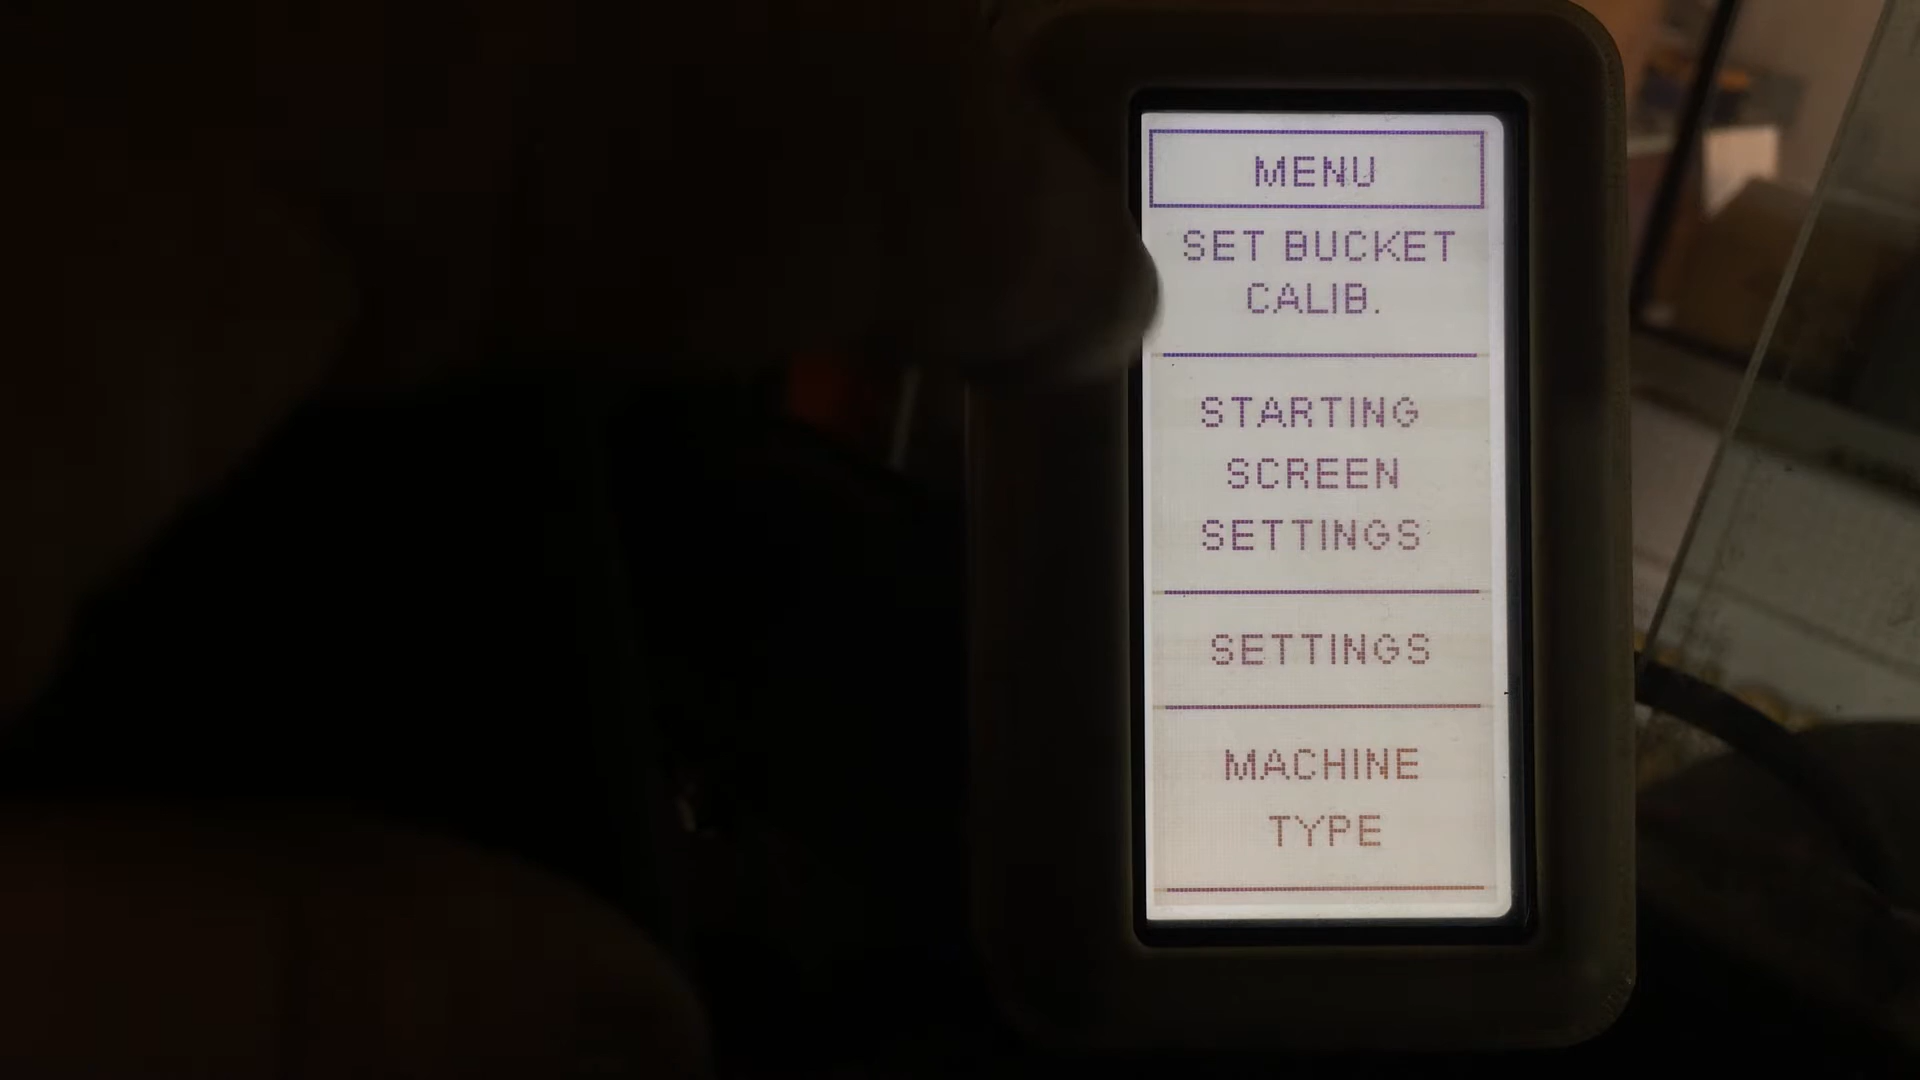 MENU
SET BUCKET
CALIB.
STARTING
SCREEN
SETTINGS
SETTINGS
MACHINE
TYPE